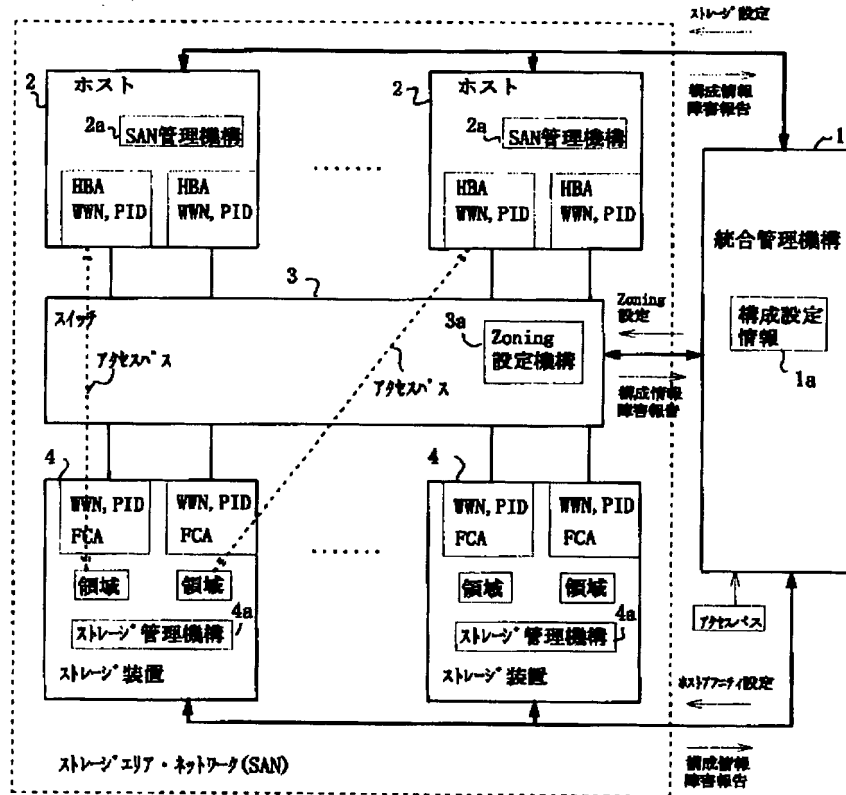 ストレージ設定
構成情報
障害報告
2
ホスト
2a
SAN管理機構
HBA
WWN, PID
HBA
WWN, PID
........
2
ホスト
2a
SAN管理機構
HBA
WWN, PID
HBA
WWN, PID
1
統合管理機構
構成設定
情報
1a
3
スイッチ
アクセスパス
アクセスパス
3a
Zoning
設定機構
Zoning
設定
構成情報
障害報告
4
WWN, PID
FCA
WWN, PID
FCA
領域
領域
4a
ストレージ管理機構
ストレージ装置
........
4
WWN, PID
FCA
WWN, PID
FCA
領域
領域
4a
ストレージ管理機構
ストレージ装置
アクセスパス
ホストアフニティ設定
構成情報
障害報告
ストレージエリア・ネットワーク(SAN)